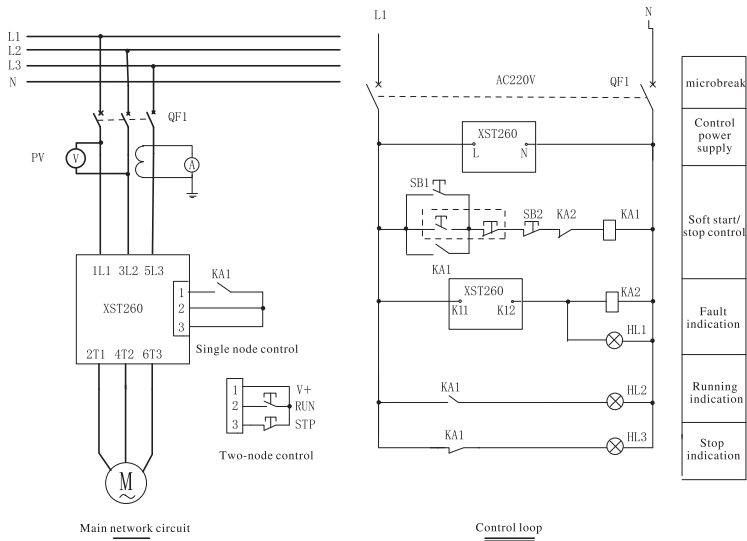 L1
L2
L3
N
QF1
PV
V
A
1L1 3L2 5L3
XST260
1
2
3
KA1
2T1 4T2 6T3
Single node control
1
2
3
V+
RUN
STP
Two-node control
M
Main network circuit
L1
N
AC220V
QF1
XST260
L N
SB1
SB2
KA2
KA1
KA1
XST260
K11 K12
KA2
HL1
KA1
HL2
KA1
HL3
Control loop
microbreak
Control
power
supply
Soft start/
stop control
Fault
indication
Running
indication
Stop
indication